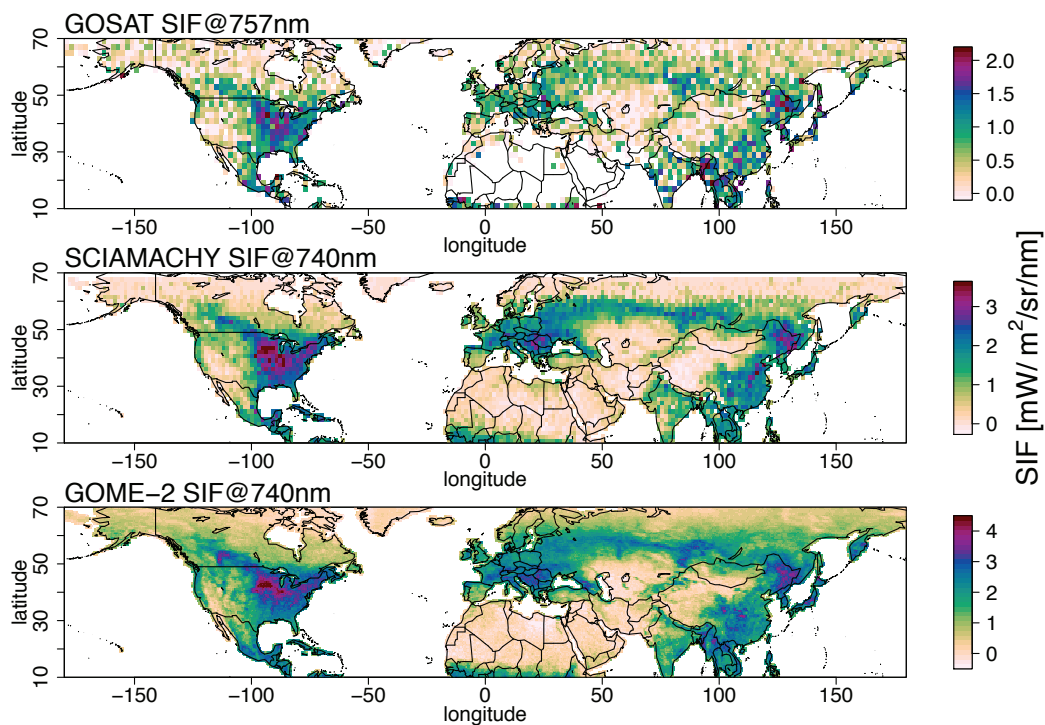 GOSAT SIF@757nm
70
50
30
10
latitude
−150 −100 −50 0 50 100 150
longitude
2.0
1.5
1.0
0.5
0.0
SCIAMACHY SIF@740nm
70
50
30
10
latitude
−150 −100 −50 0 50 100 150
longitude
3
2
1
0
SIF [mW/ m²/sr/nm]
GOME−2 SIF@740nm
70
50
30
10
latitude
−150 −100 −50 0 50 100 150
longitude
4
3
2
1
0